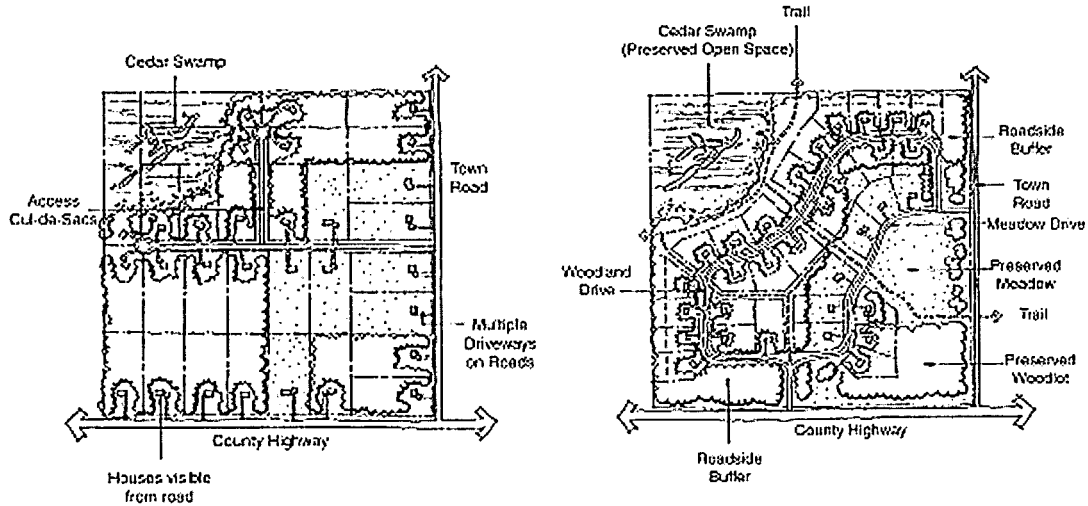 Cedar Swamp
Access
Cul-da-Sacs
Town
Road
Multiple
Driveways
on Roads
County Highway
Houses visible
from road
Trail
Cedar Swamp
(Preserved Open Space)
Roadside
Buffer
Town
Road
Meadow Drive
Woodland
Drive
Preserved
Meadow
Trail
Preserved
Woodlot
County Highway
Roadside
Buffer